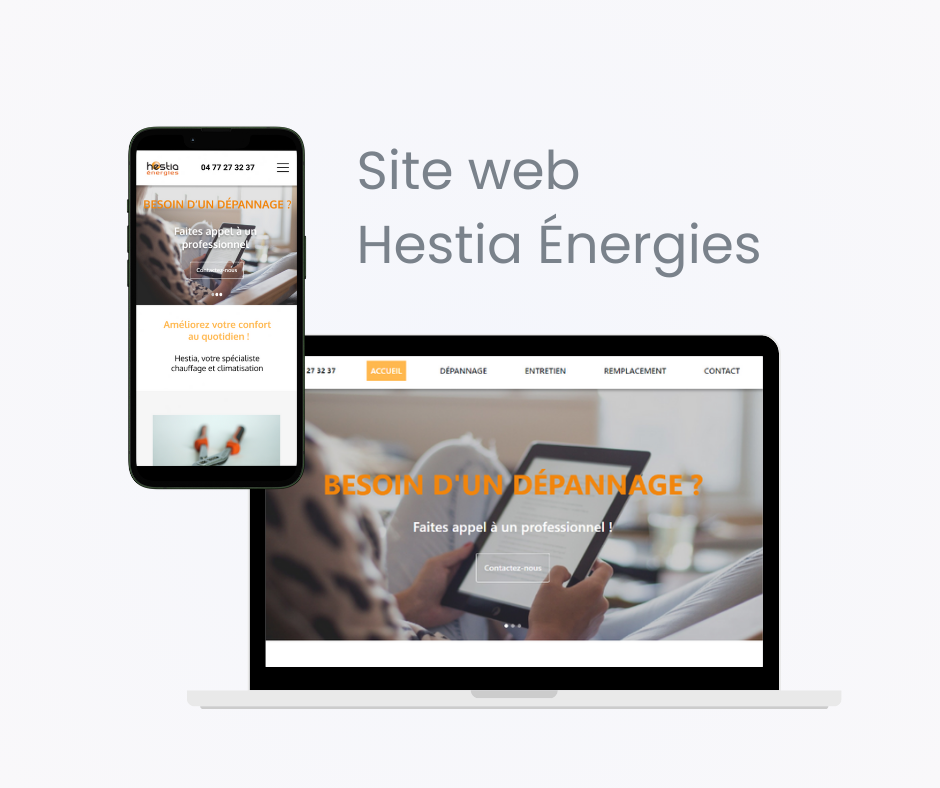 Site web
Hestia Énergies
hestia
énergies
04 77 27 32 37
BESOIN D'UN DÉPANNAGE ?
Faites appel à un
professionnel
Contactez-nous
Améliorez votre confort
au quotidien !
Hestia, votre spécialiste
chauffage et climatisation
27 32 37
ACCUEIL
DÉPANNAGE
ENTRETIEN
REMPLACEMENT
CONTACT
BESOIN D'UN DÉPANNAGE ?
Faites appel à un professionnel !
Contactez-nous